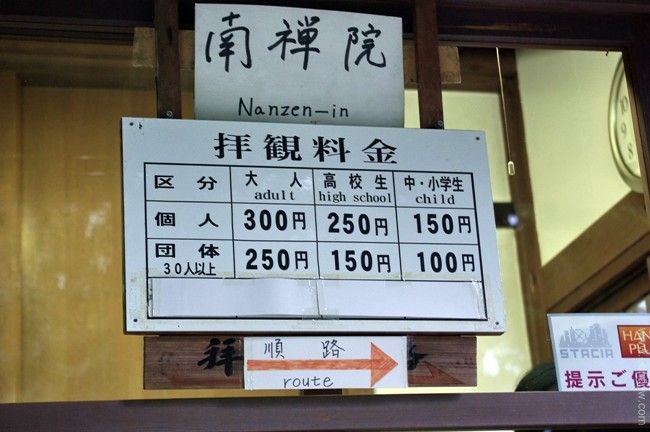 南禅院
Nanzen-in
拝観料金
区分 大人 高校生 中・小学生
adult high school child
個人 300円 250円 150円
団体 250円 150円 100円
30人以上
順路
route
STACIA
提示ご優